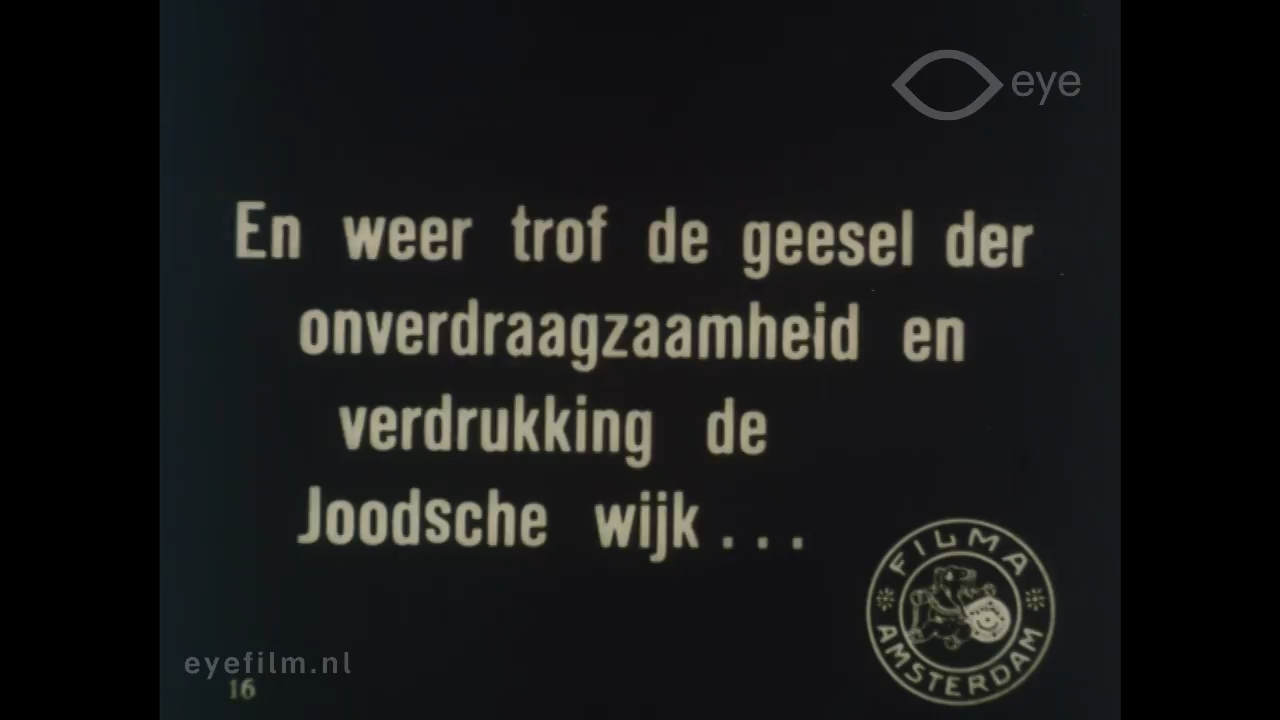 eye
En weer trof de geesel der
onverdraagzaamheid en
verdrukking de
Joodsche wijk...
FILMA
AMSTERDAM
eyefilm.nl
16